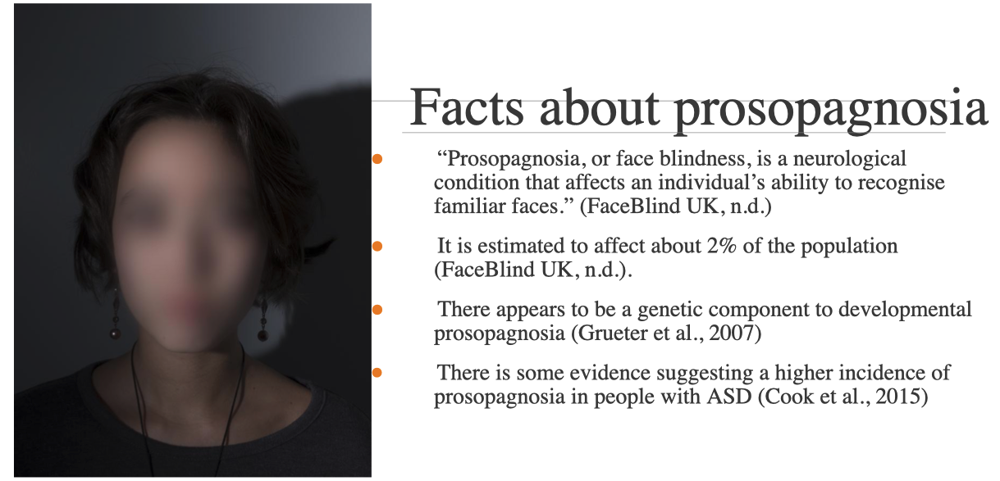 Facts about prosopagnosia
“Prosopagnosia, or face blindness, is a neurological
condition that affects an individual’s ability to recognise
familiar faces.” (FaceBlind UK, n.d.)
It is estimated to affect about 2% of the population
(FaceBlind UK, n.d.).
There appears to be a genetic component to developmental
prosopagnosia (Grueter et al., 2007)
There is some evidence suggesting a higher incidence of
prosopagnosia in people with ASD (Cook et al., 2015)